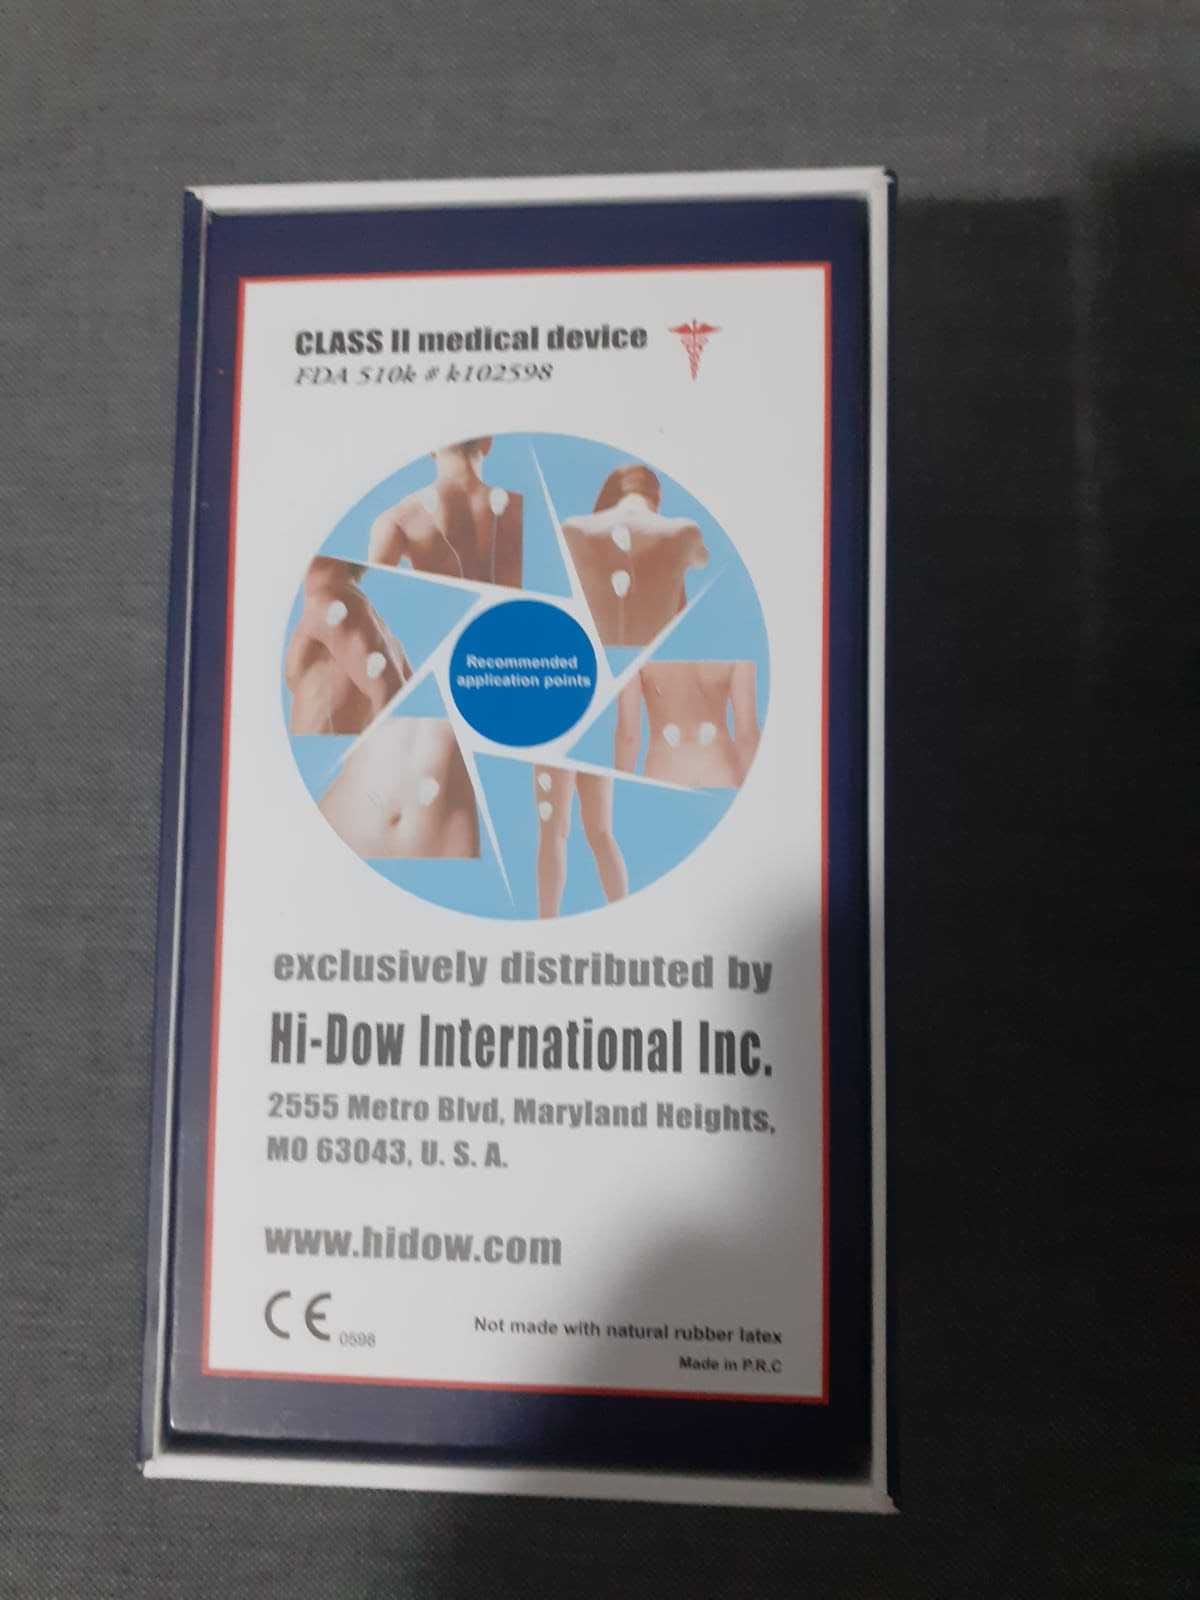 CLASS II medical device
FDA 510k # k102598
Recommended
application points
exclusively distributed by
Hi-Dow International Inc.
2555 Metro Blvd, Maryland Heights,
MO 63043, U. S. A.
www.hidow.com
CE 0598
Not made with natural rubber latex
Made in P.R.C